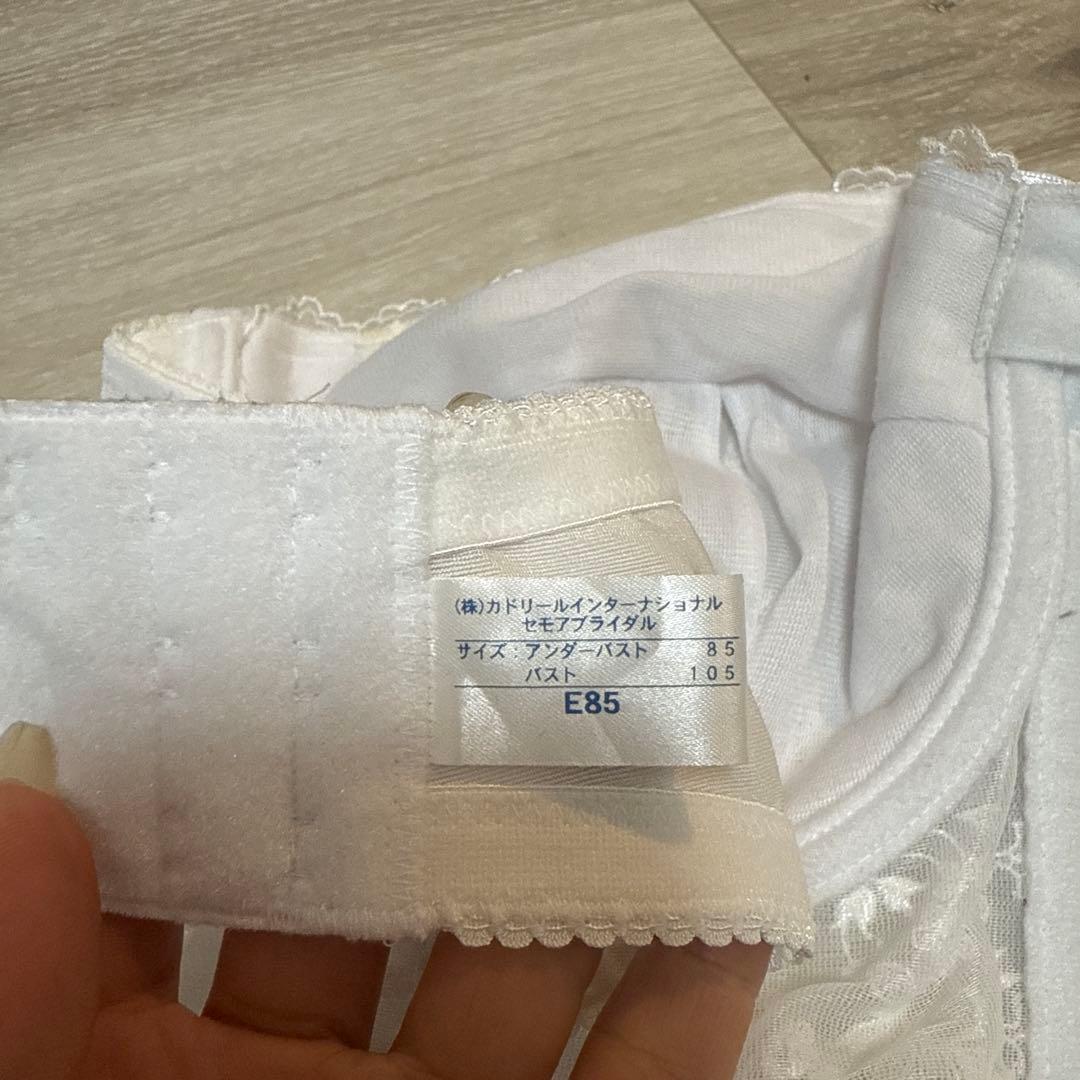 (株)カドリールインターナショナル
セモアブライダル
サイズ:アンダーバスト 85
バスト 105
E85